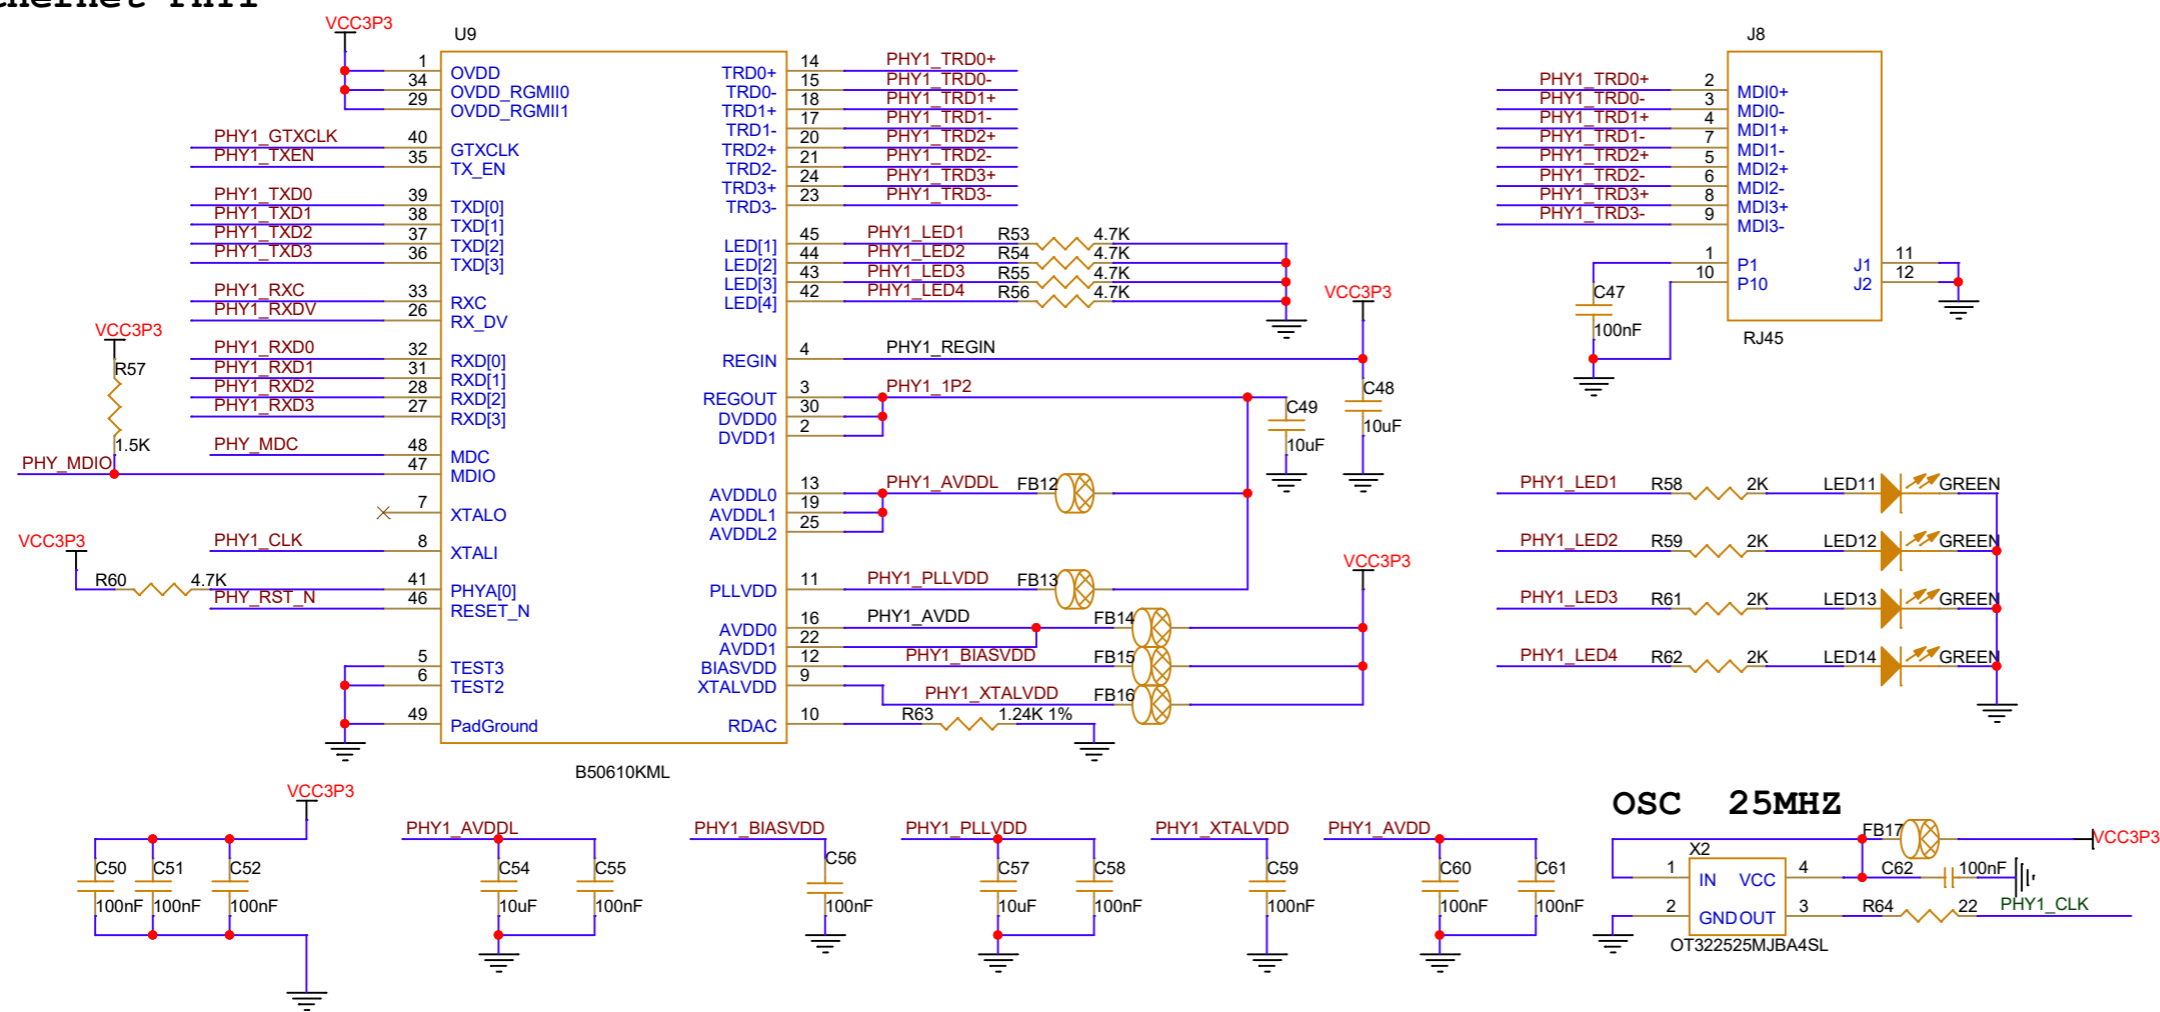 VCC3P3
U9
1 OVDD
34 OVDD_RGMII0
29 OVDD_RGMII1
PHY1_GTXCLK 40 GTXCLK
PHY1_TXEN 35 TX_EN
PHY1_TXD0 39 TXD[0]
PHY1_TXD1 38 TXD[1]
PHY1_TXD2 37 TXD[2]
PHY1_TXD3 36 TXD[3]
PHY1_RXC 33 RXC
PHY1_RXDV 26 RX_DV
VCC3P3
R57
1.5K
PHY1_RXD0 32 RXD[0]
PHY1_RXD1 31 RXD[1]
PHY1_RXD2 28 RXD[2]
PHY1_RXD3 27 RXD[3]
PHY_MDC 48 MDC
PHY_MDIO 47 MDIO
7 XTALO
PHY1_CLK 8 XTALI
VCC3P3
R60 4.7K 41 PHYA[0]
PHY_RST_N 46 RESET_N
5 TEST3
6 TEST2
49 PadGround
TRD0+ 14 PHY1_TRD0+
TRD0- 15 PHY1_TRD0-
TRD1+ 18 PHY1_TRD1+
TRD1- 17 PHY1_TRD1-
TRD2+ 20 PHY1_TRD2+
TRD2- 21 PHY1_TRD2-
TRD3+ 24 PHY1_TRD3+
TRD3- 23 PHY1_TRD3-
LED[1] 45 PHY1_LED1 R53 4.7K
LED[2] 44 PHY1_LED2 R54 4.7K
LED[3] 43 PHY1_LED3 R55 4.7K
LED[4] 42 PHY1_LED4 R56 4.7K
VCC3P3
REGIN 4 PHY1_REGIN
REGOUT 3 PHY1_1P2
DVDD0 30
DVDD1 2
C49
10uF
C48
10uF
AVDDL0 13 PHY1_AVDDL FB12
AVDDL1 19
AVDDL2 25
VCC3P3
PLLVDD 11 PHY1_PLLVDD FB13
AVDD0 16 PHY1_AVDD FB14
AVDD1 22
BIASVDD 12 PHY1_BIASVDD FB15
XTALVDD 9 PHY1_XTALVDD FB16
RDAC 10 R63 1.24K 1%
B50610KML
J8
PHY1_TRD0+ 2 MDI0+
PHY1_TRD0- 3 MDI0-
PHY1_TRD1+ 4 MDI1+
PHY1_TRD1- 7 MDI1-
PHY1_TRD2+ 5 MDI2+
PHY1_TRD2- 6 MDI2-
PHY1_TRD3+ 8 MDI3+
PHY1_TRD3- 9 MDI3-
1 P1 J1 11
10 P10 J2 12
C47
100nF
RJ45
PHY1_LED1 R58 2K LED11 GREEN
PHY1_LED2 R59 2K LED12 GREEN
PHY1_LED3 R61 2K LED13 GREEN
PHY1_LED4 R62 2K LED14 GREEN
VCC3P3
C50 C51 C52
100nF 100nF 100nF
PHY1_AVDDL
C54 C55
10uF 100nF
PHY1_BIASVDD
C56
100nF
PHY1_PLLVDD
C57 C58
10uF 100nF
PHY1_XTALVDD
C59
100nF
PHY1_AVDD
C60 C61
100nF 100nF
OSC 25MHZ
FB17 VCC3P3
X2
1 IN VCC 4 C62 100nF
2 GND OUT 3 R64 22 PHY1_CLK
OT322525MJBA4SL